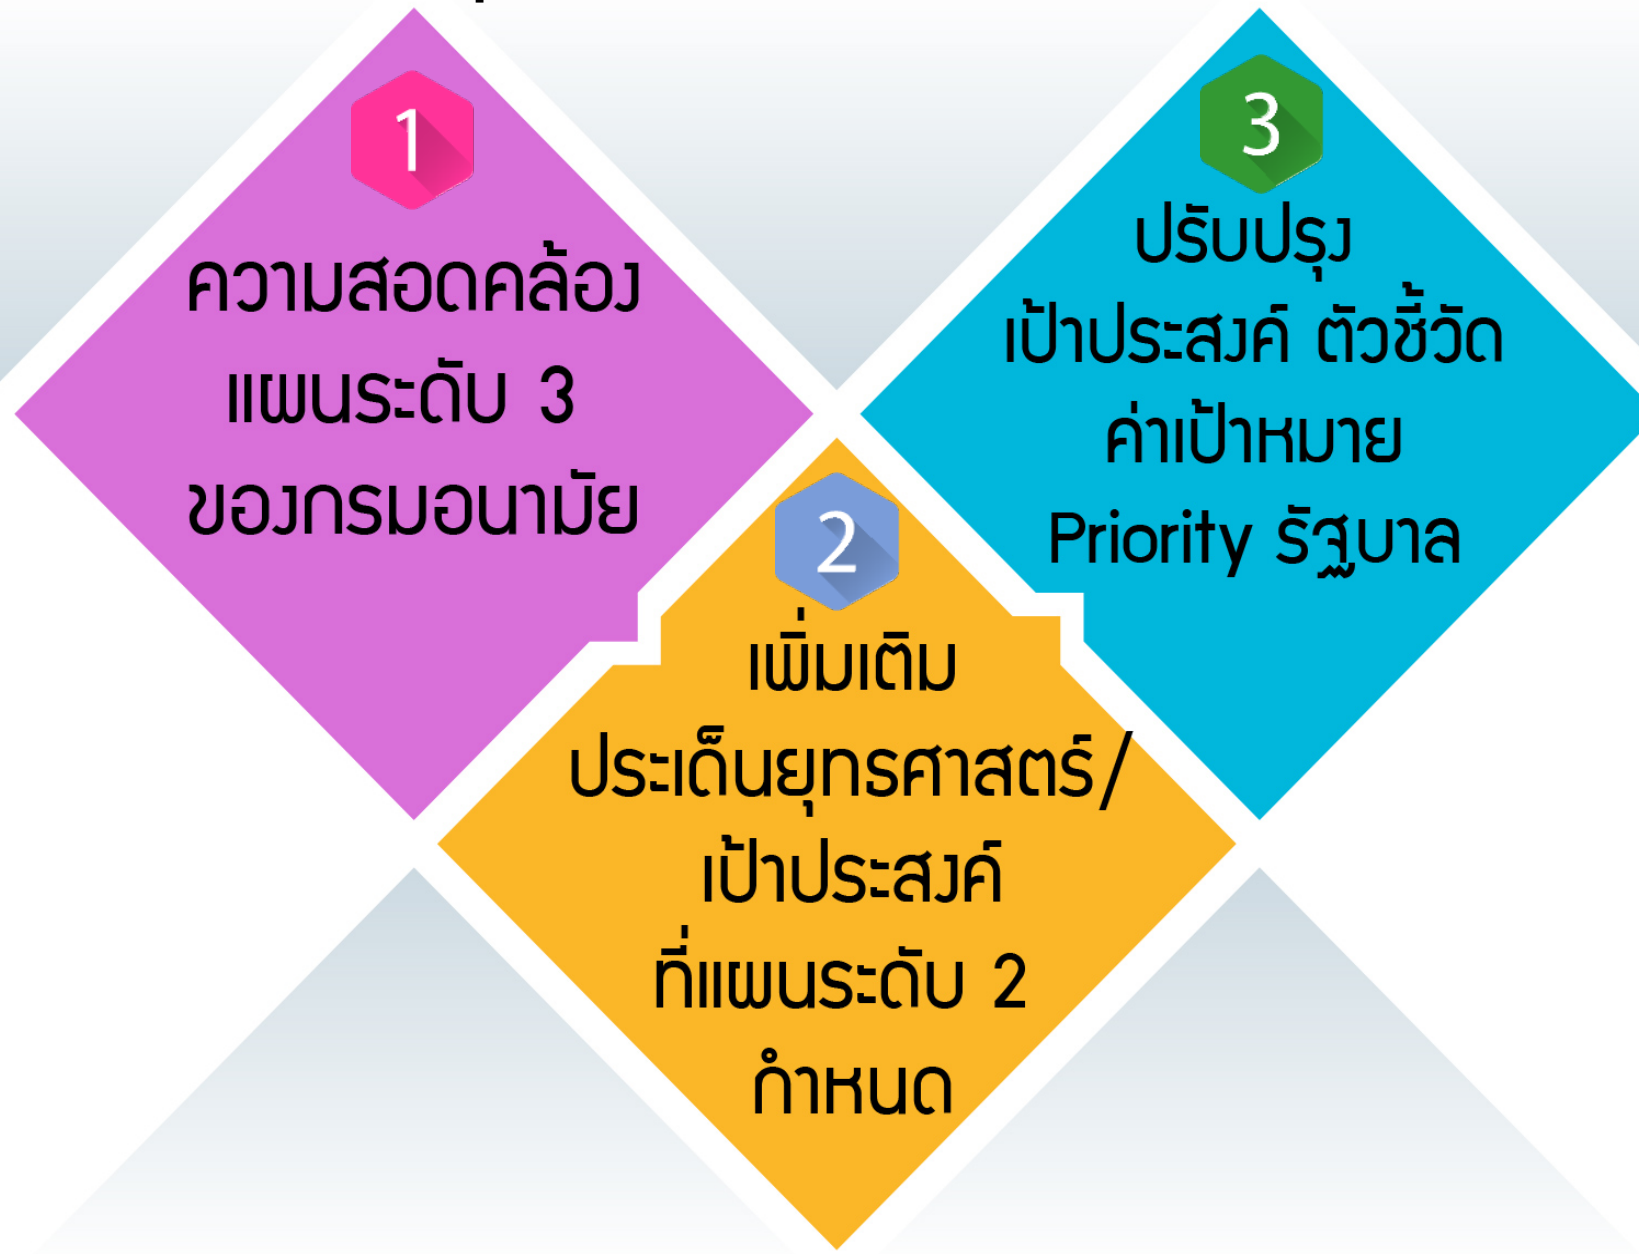 1
ความสอดคล้อง
แผนระดับ 3
ของกรมอนามัย
2
เพิ่มเติม
ประเด็นยุทธศาสตร์/
เป้าประสงค์
ที่แผนระดับ 2
กำหนด
3
ปรับปรุง
เป้าประสงค์ ตัวชี้วัด
ค่าเป้าหมาย
Priority รัฐบาล